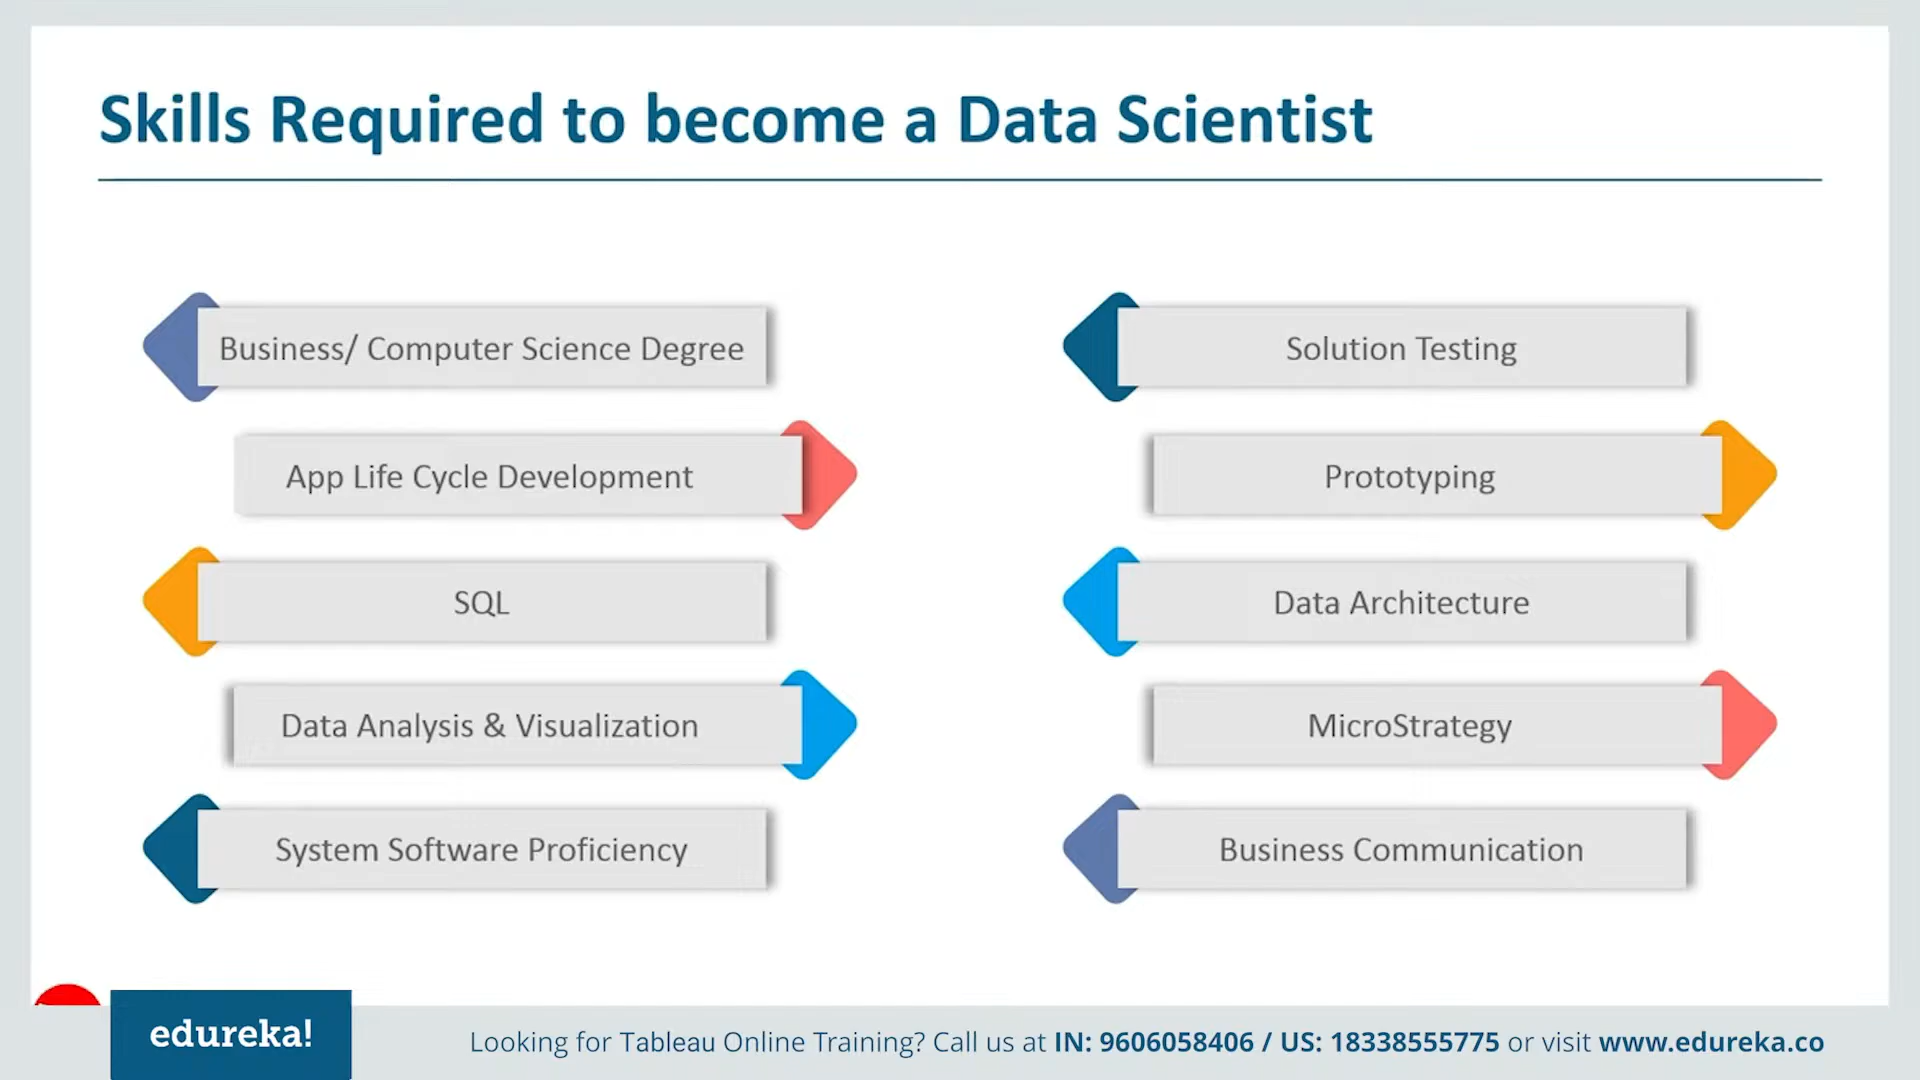 Skills Required to become a Data Scientist
Business/ Computer Science Degree
App Life Cycle Development
SQL
Data Analysis & Visualization
System Software Proficiency
Solution Testing
Prototyping
Data Architecture
MicroStrategy
Business Communication
edureka!
Looking for Tableau Online Training? Call us at IN: 9606058406 / US: 18338555775 or visit www.edureka.co